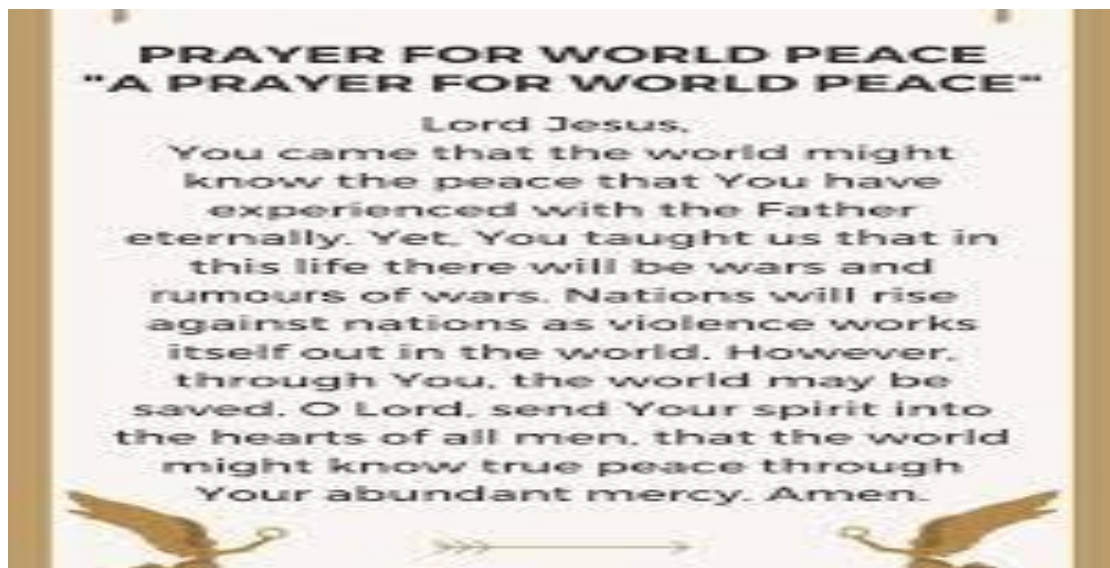 PRAYER FOR WORLD PEACE
"A PRAYER FOR WORLD PEACE"
Lord Jesus,
You came that the world might
know the peace that You have
experienced with the Father
eternally. Yet, You taught us that in
this life there will be wars and
rumours of wars. Nations will rise
against nations as violence works
itself out in the world. However,
through You, the world may be
saved. O Lord, send Your spirit into
the hearts of all men, that the world
might know true peace through
Your abundant mercy. Amen.